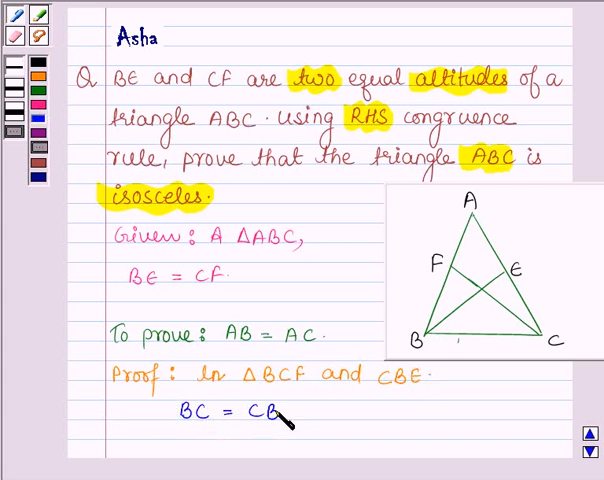 Asha
Q BE and CF are two equal altitudes of a
triangle ABC. Using RHS congruence
rule, prove that the triangle ABC is
isosceles.
Given: A ΔABC,
BE = CF.
To prove: AB = AC.
Proof: In ΔBCF and CBE.
BC = CB
A
F
E
B
C